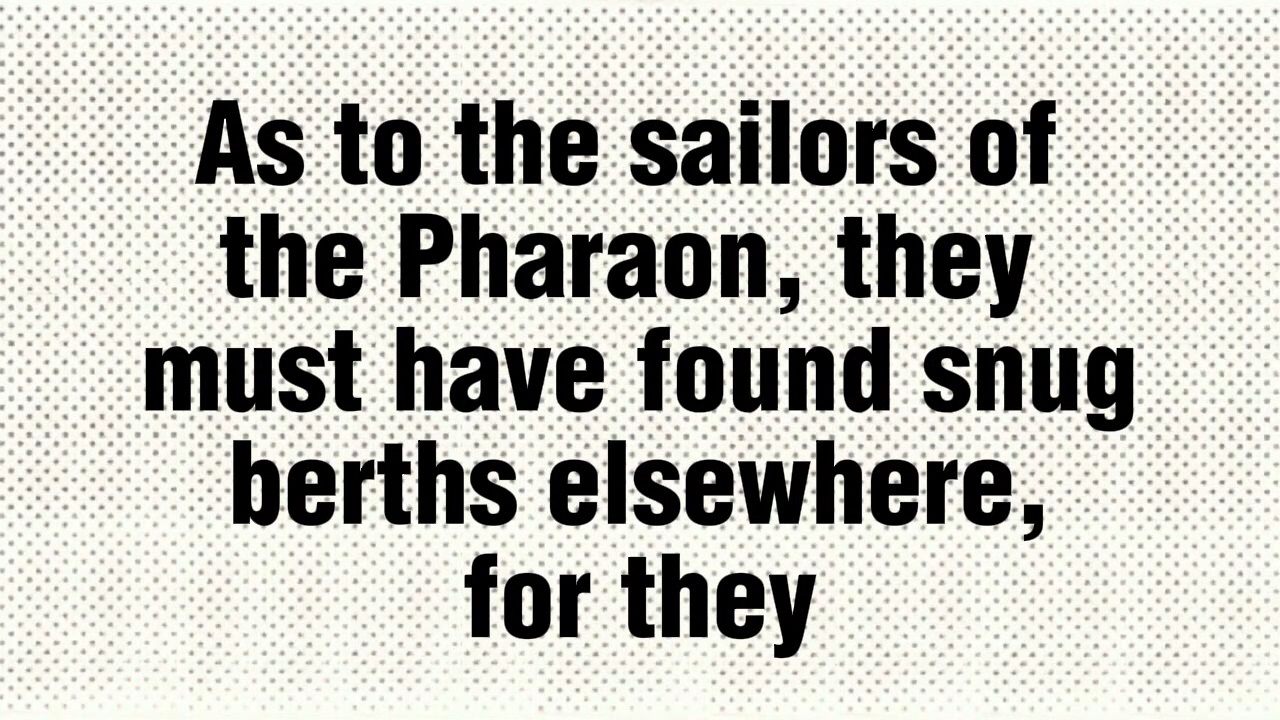 As to the sailors of
the Pharaon, they
must have found snug
berths elsewhere,
for they